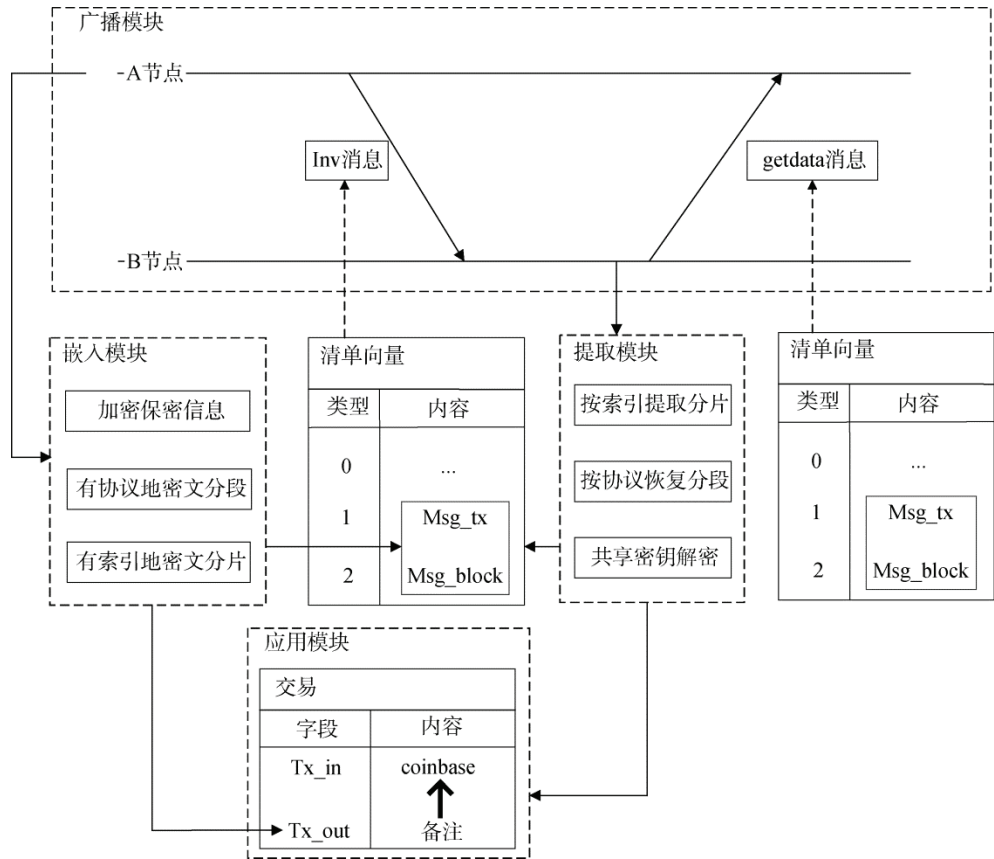 广播模块
-A节点
Inv消息
getdata消息
-B节点
嵌入模块
加密保密信息
有协议地密文分段
有索引地密文分片
清单向量
类型 内容
0 ...
1 Msg_tx
2 Msg_block
提取模块
按索引提取分片
按协议恢复分段
共享密钥解密
清单向量
类型 内容
0 ...
1 Msg_tx
2 Msg_block
应用模块
交易
字段 内容
Tx_in coinbase
Tx_out 备注